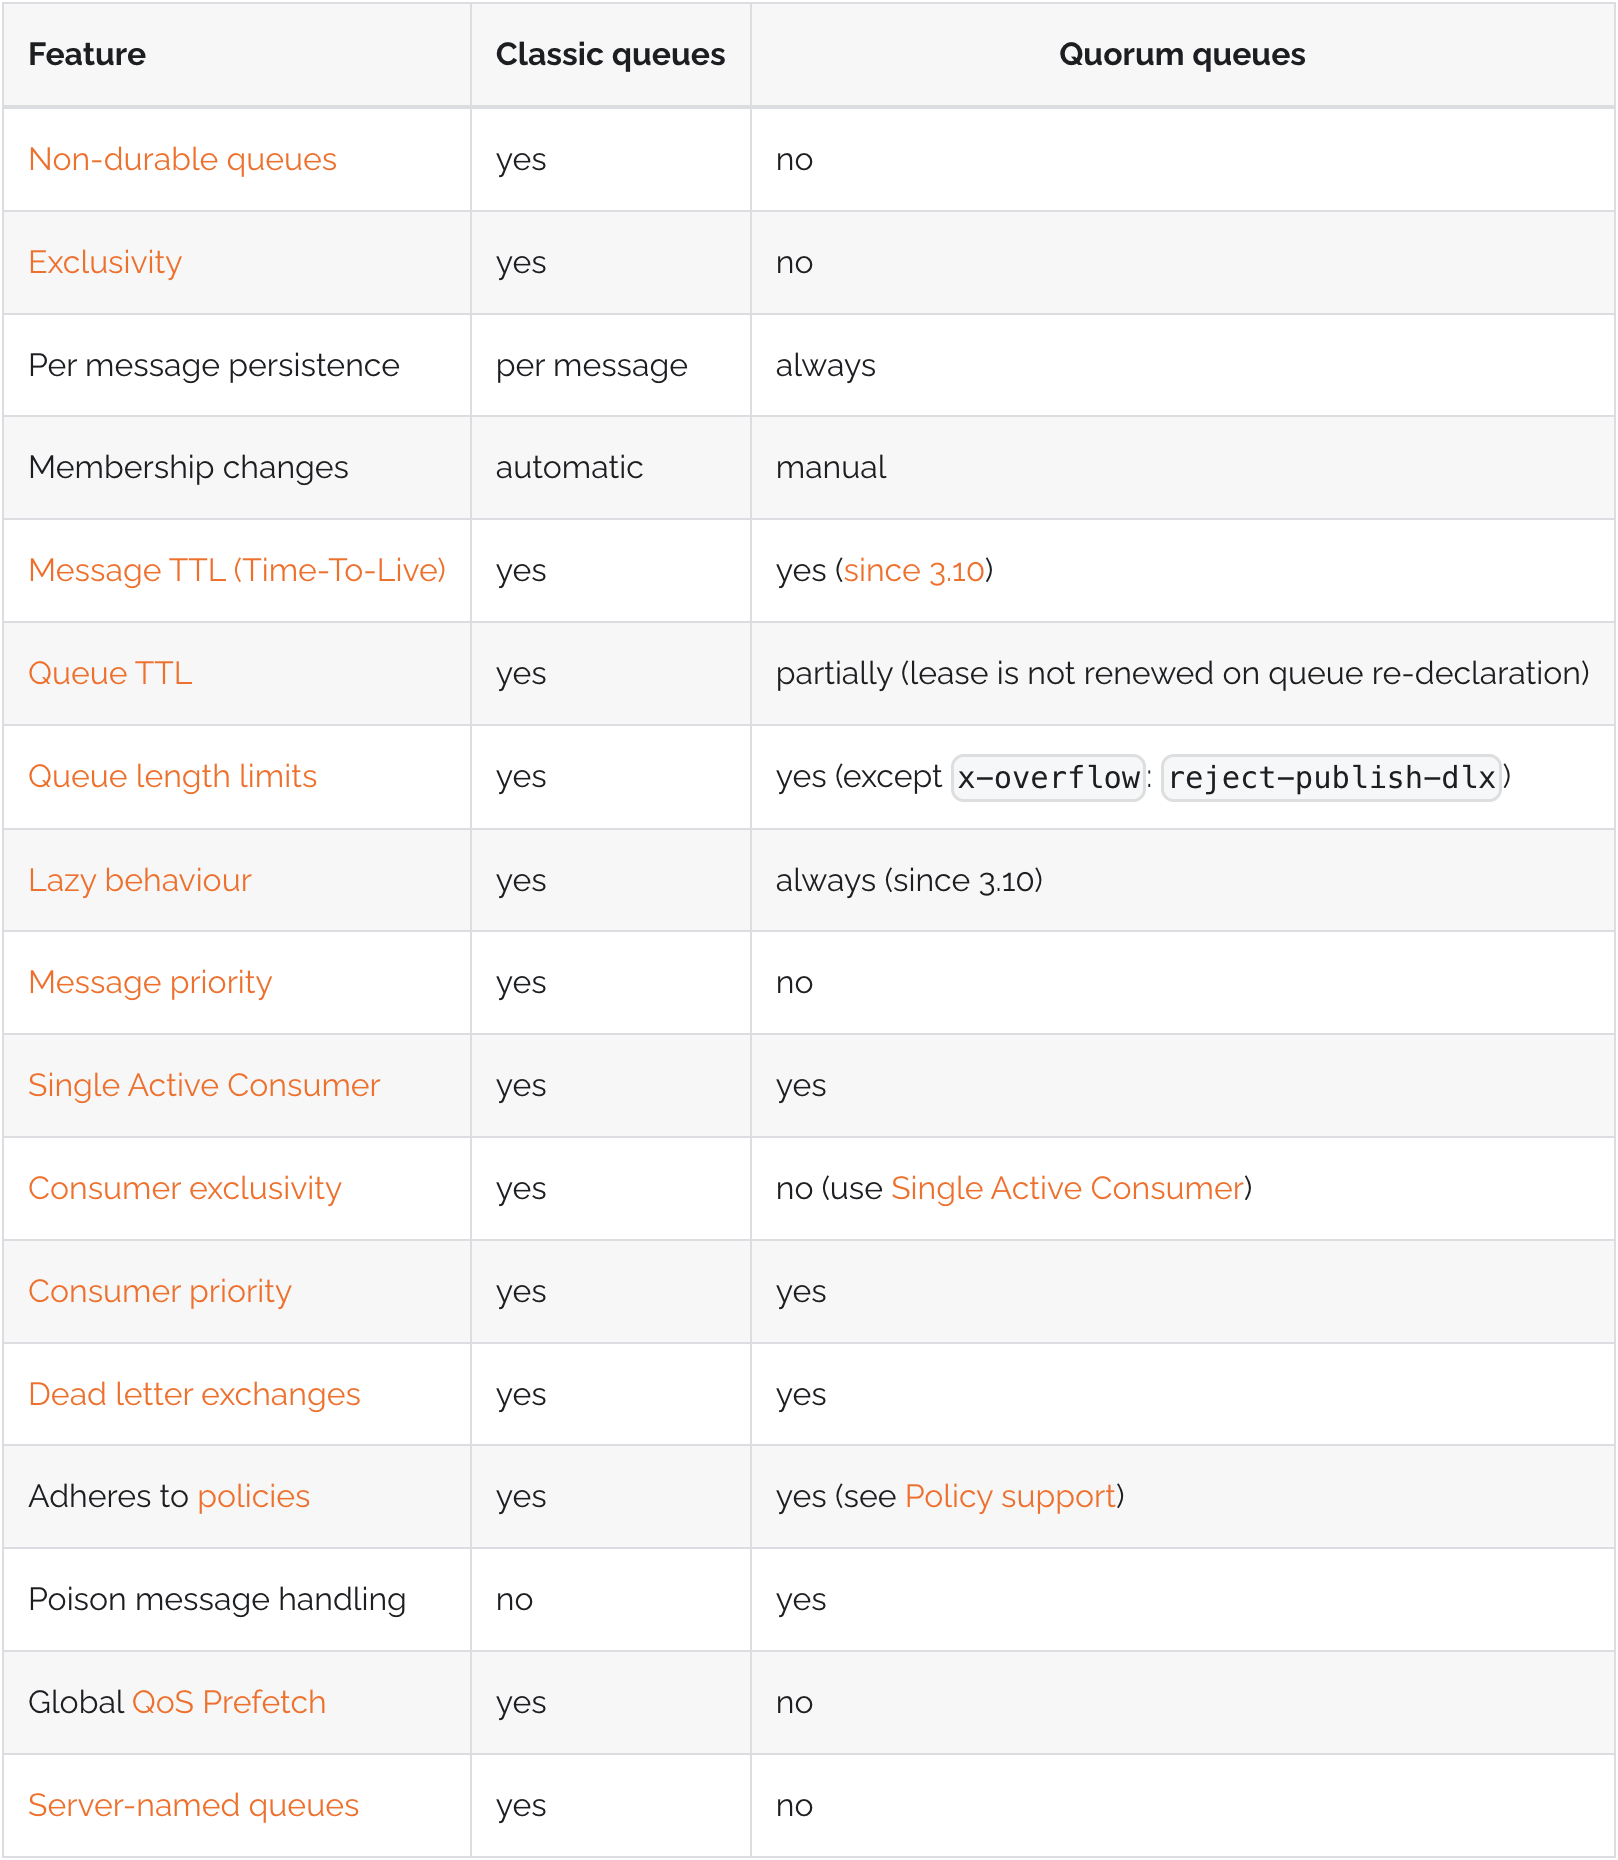 Feature Classic queues Quorum queues
Non-durable queues yes no
Exclusivity yes no
Per message persistence per message always
Membership changes automatic manual
Message TTL (Time-To-Live) yes yes (since 3.10)
Queue TTL yes partially (lease is not renewed on queue re-declaration)
Queue length limits yes yes (except x-overflow: reject-publish-dlx)
Lazy behaviour yes always (since 3.10)
Message priority yes no
Single Active Consumer yes yes
Consumer exclusivity yes no (use Single Active Consumer)
Consumer priority yes yes
Dead letter exchanges yes yes
Adheres to policies yes yes (see Policy support)
Poison message handling no yes
Global QoS Prefetch yes no
Server-named queues yes no